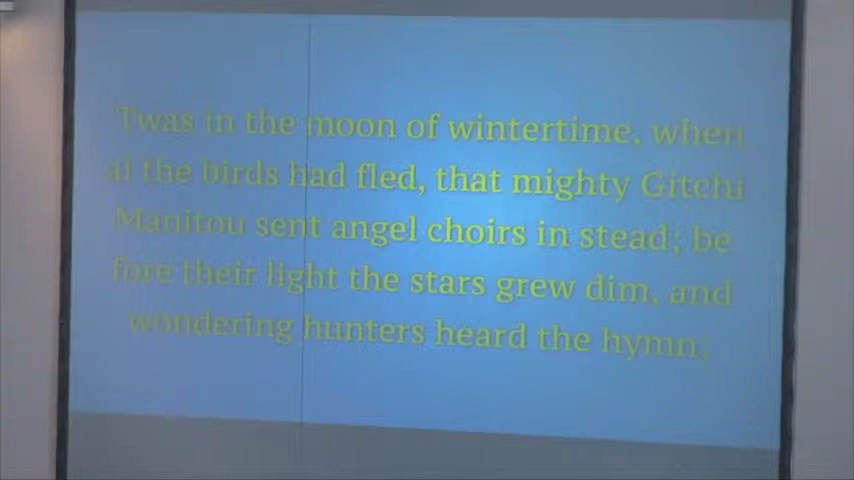 'Twas in the moon of wintertime, when
al the birds had fled, that mighty Gitchi
Manitou sent angel choirs in stead; be
fore their light the stars grew dim, and
wondering hunters heard the hymn;